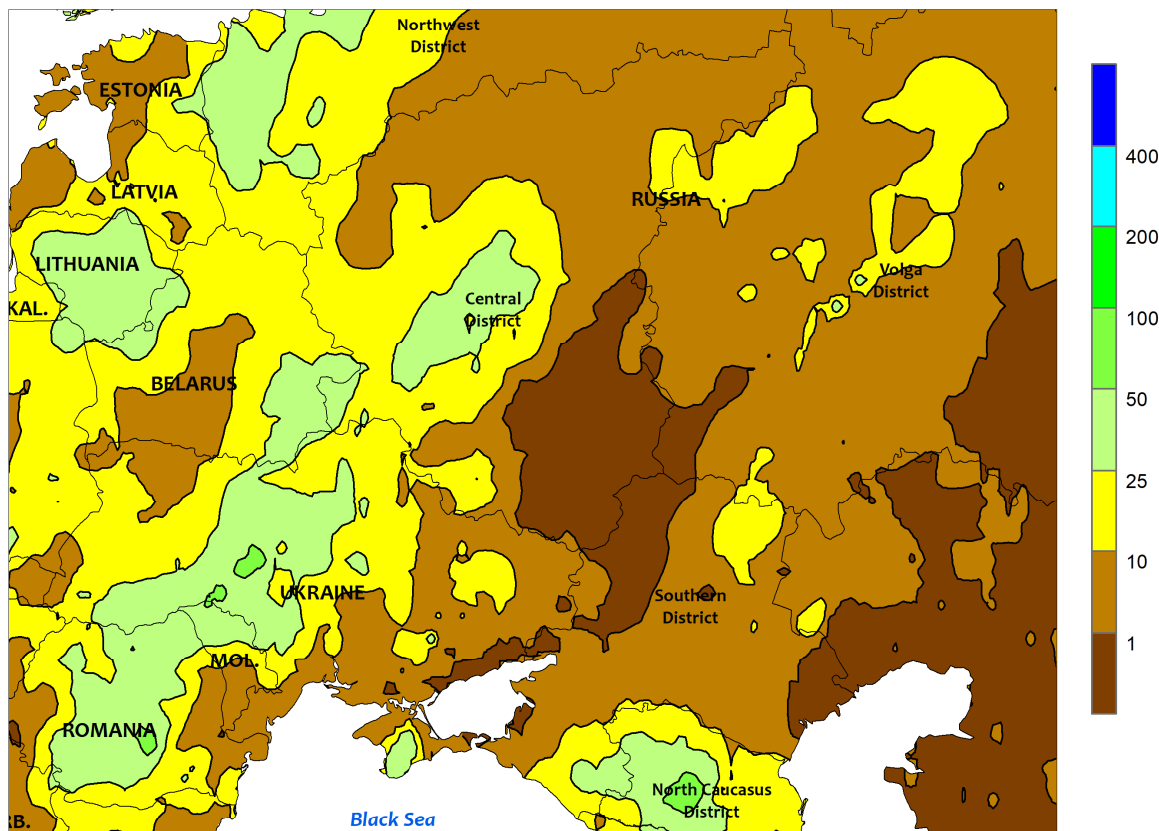 Northwest
District
ESTONIA
LATVIA
RUSSIA
LITHUANIA
Volga
District
KAL.
Central
District
BELARUS
UKRAINE
Southern
District
MOL.
ROMANIA
North Caucasus
District
RB.
Black Sea
400
200
100
50
25
10
1